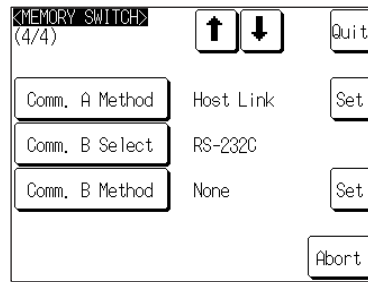 <MEMORY SWITCH>
(4/4)
Quit
Comm. A Method Host Link Set
Comm. B Select RS-232C
Comm. B Method None Set
Abort